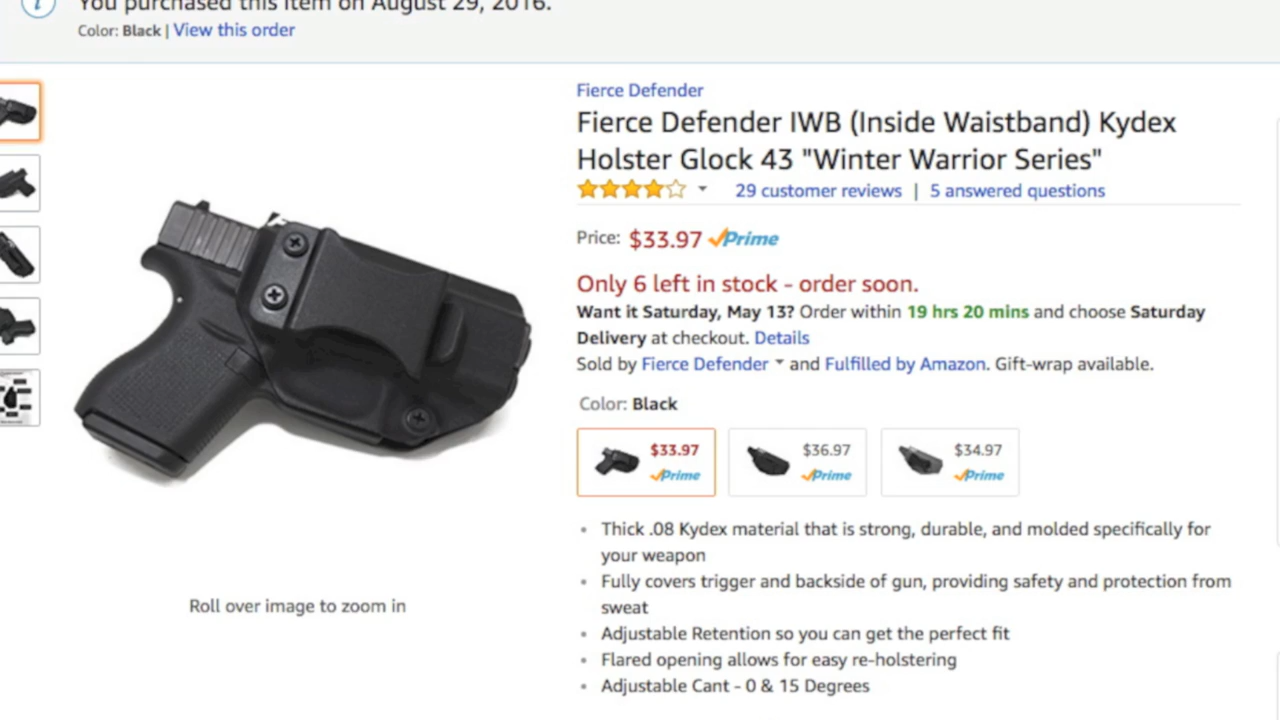 You purchased this item on August 29, 2016.
Color: Black | View this order
Fierce Defender
Fierce Defender IWB (Inside Waistband) Kydex
Holster Glock 43 "Winter Warrior Series"
29 customer reviews | 5 answered questions
Price: $33.97 Prime
Only 6 left in stock - order soon.
Want it Saturday, May 13? Order within 19 hrs 20 mins and choose Saturday
Delivery at checkout. Details
Sold by Fierce Defender and Fulfilled by Amazon. Gift-wrap available.
Color: Black
$33.97 $36.97 $34.97
Prime Prime Prime
• Thick .08 Kydex material that is strong, durable, and molded specifically for
your weapon
• Fully covers trigger and backside of gun, providing safety and protection from
sweat
• Adjustable Retention so you can get the perfect fit
• Flared opening allows for easy re-holstering
• Adjustable Cant - 0 & 15 Degrees
Roll over image to zoom in